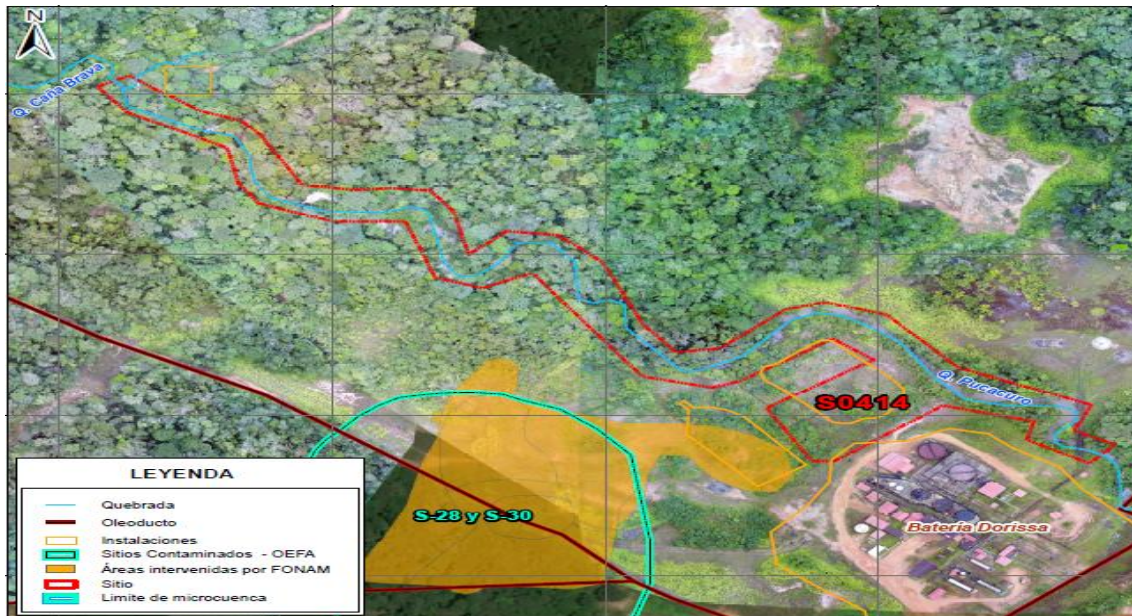 N
Q. Caña Brava
Q. Pucacuro
S0414
Batería Dorissa
S-28 y S-30
LEYENDA
Quebrada
Oleoducto
Instalaciones
Sitios Contaminados - OEFA
Áreas intervenidas por FONAM
Sitio
Limite de microcuenca